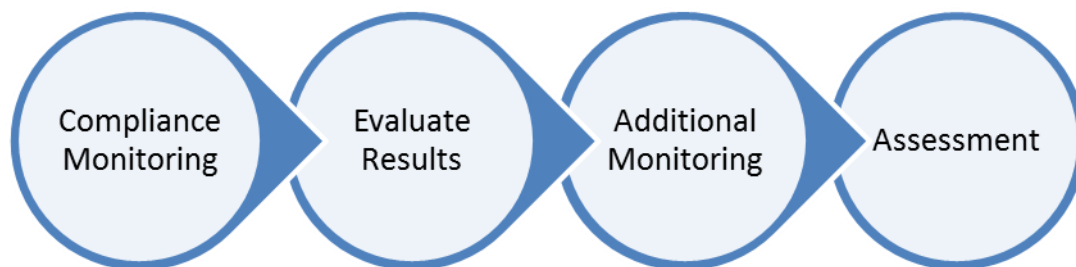 Compliance
Monitoring
Evaluate
Results
Additional
Monitoring
Assessment